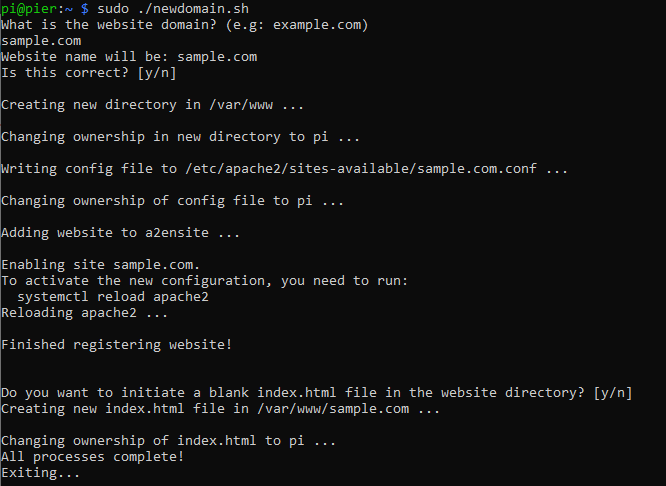 pi@pier:~ $ sudo ./newdomain.sh
What is the website domain? (e.g: example.com)
sample.com
Website name will be: sample.com
Is this correct? [y/n]
Creating new directory in /var/www ...
Changing ownership in new directory to pi ...
Writing config file to /etc/apache2/sites-available/sample.com.conf ...
Changing ownership of config file to pi ...
Adding website to a2ensite ...
Enabling site sample.com.
To activate the new configuration, you need to run:
  systemctl reload apache2
Reloading apache2 ...
Finished registering website!
Do you want to initiate a blank index.html file in the website directory? [y/n]
Creating new index.html file in /var/www/sample.com ...
Changing ownership of index.html to pi ...
All processes complete!
Exiting...